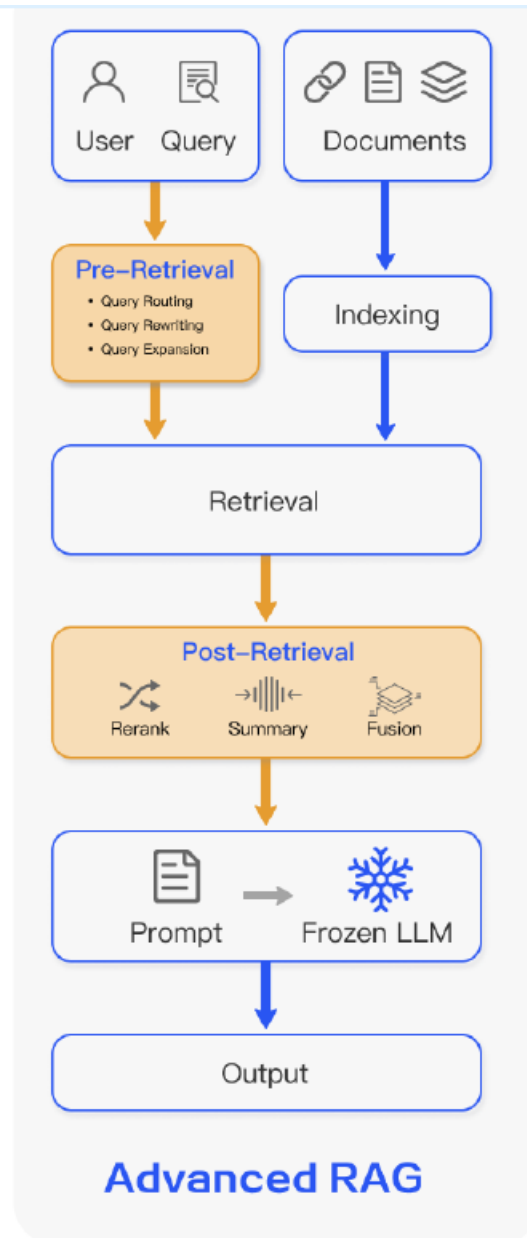 User Query
Documents
Pre–Retrieval
• Query Routing
• Query Rewriting
• Query Expansion
Indexing
Retrieval
Post–Retrieval
Rerank Summary Fusion
Prompt Frozen LLM
Output
Advanced RAG